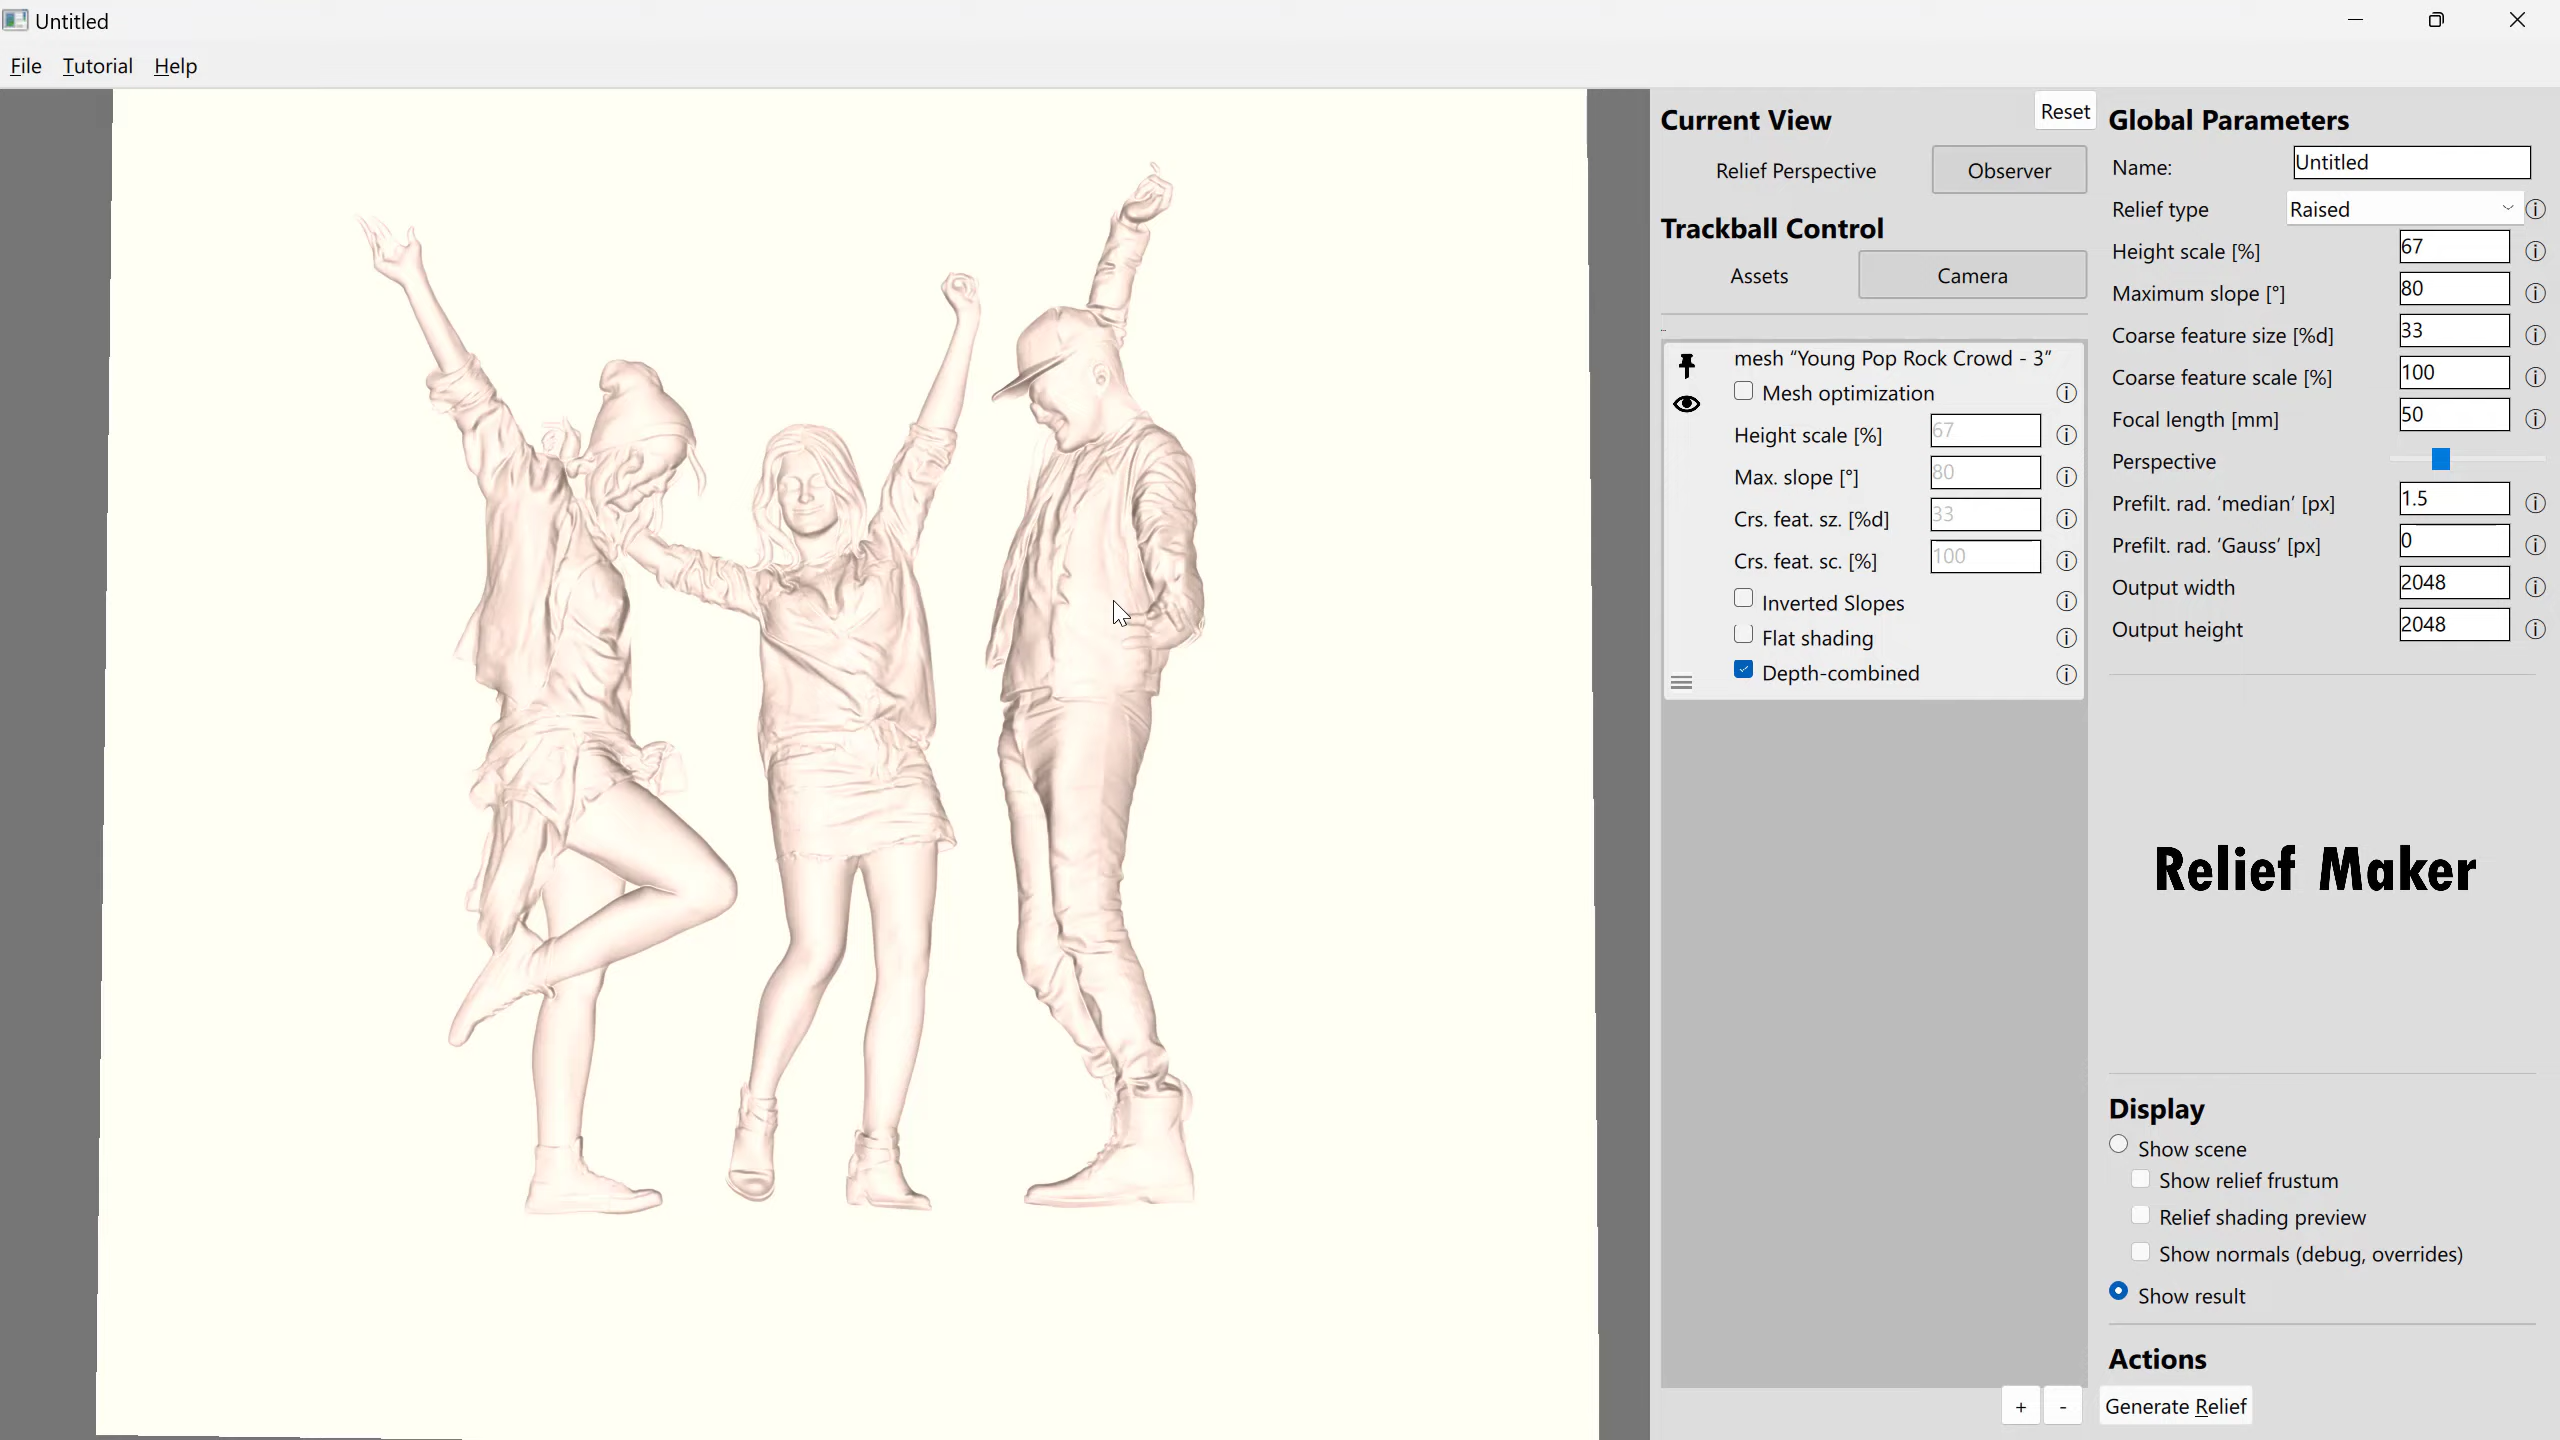 Untitled
File Tutorial Help
Current View
Reset
Relief Perspective
Observer
Trackball Control
Assets
Camera
mesh “Young Pop Rock Crowd - 3”
Mesh optimization
Height scale [%] 67
Max. slope [°] 80
Crs. feat. sz. [%d] 33
Crs. feat. sc. [%] 100
Inverted Slopes
Flat shading
Depth-combined
+ -
Global Parameters
Name: Untitled
Relief type Raised
Height scale [%] 67
Maximum slope [°] 80
Coarse feature size [%d] 33
Coarse feature scale [%] 100
Focal length [mm] 50
Perspective
Prefilt. rad. ‘median’ [px] 1.5
Prefilt. rad. ‘Gauss’ [px] 0
Output width 2048
Output height 2048
Relief Maker
Display
Show scene
Show relief frustum
Relief shading preview
Show normals (debug, overrides)
Show result
Actions
Generate Relief